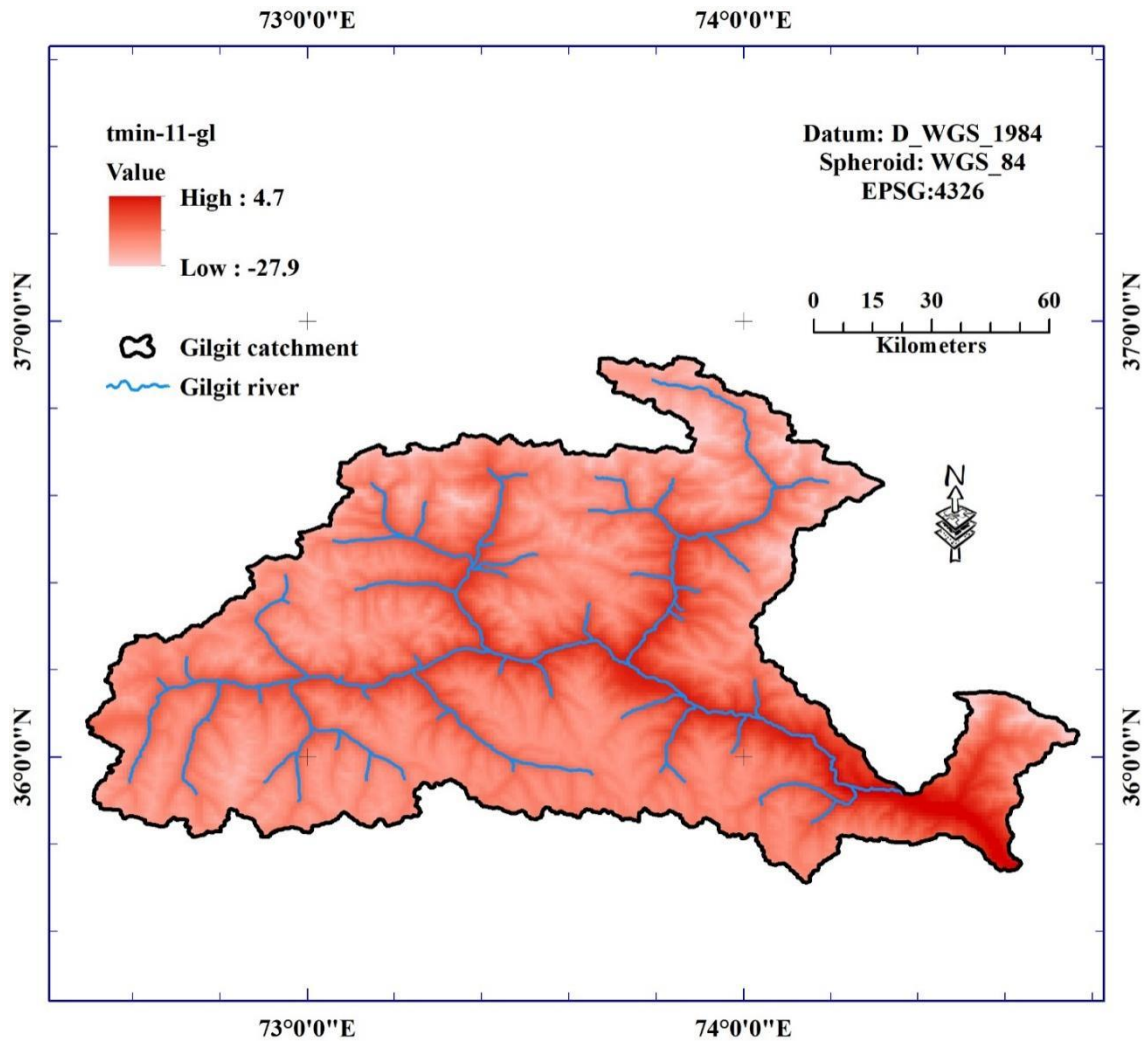 73°0'0"E 74°0'0"E
tmin-11-gl
Value
High : 4.7
Low : -27.9
Datum: D_WGS_1984
Spheroid: WGS_84
EPSG:4326
0 15 30 60
Kilometers
37°0'0"N
37°0'0"N
Gilgit catchment
Gilgit river
N
36°0'0"N
36°0'0"N
73°0'0"E 74°0'0"E